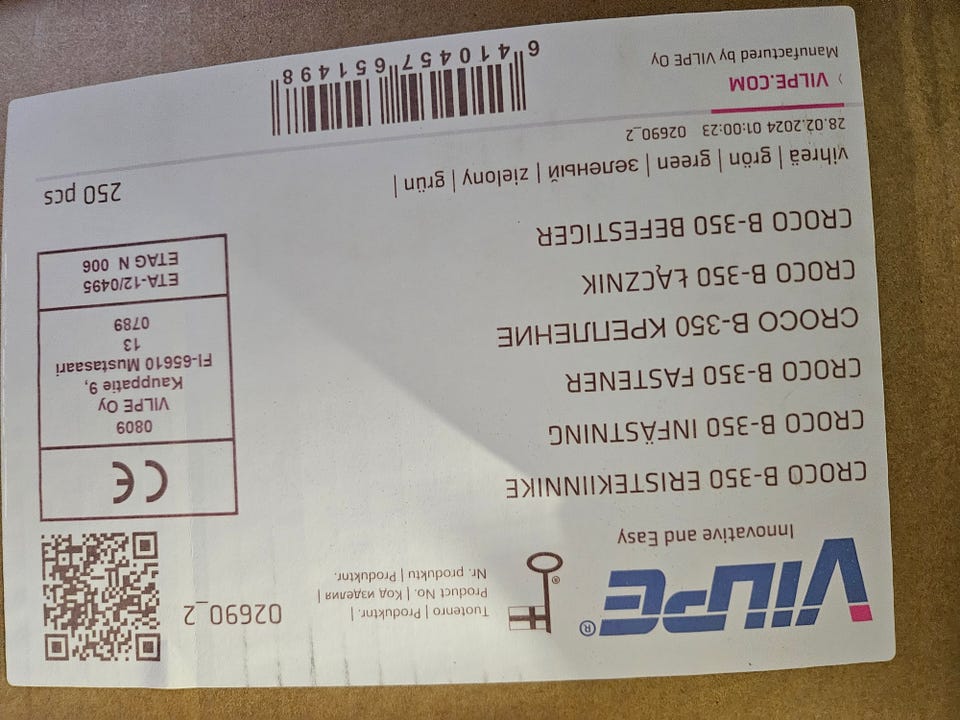 VILPE®
Innovative and Easy
®
Tuotenro | Produktnr. |
Product No. | Код изделия |
Nr. produktu | Produktnr.
02690_2
CROCO B-350 ERISTEKIINNIKE
CROCO B-350 INFÄSTNING
CROCO B-350 FASTENER
CROCO B-350 КРЕПЛЕНИЕ
CROCO B-350 ŁĄCZNIK
CROCO B-350 BEFESTIGER
CE
0809
VILPE Oy
Kauppatie 9,
FI-65610 Mustasaari
13
0789
ETA-12/0495
ETAG N 006
vihreä | grön | green | зеленый | zielony | grün |
250 pcs
28.02.2024 01:00:23 02690_2
VILPE.COM
Manufactured by VILPE Oy
6 410457 651498